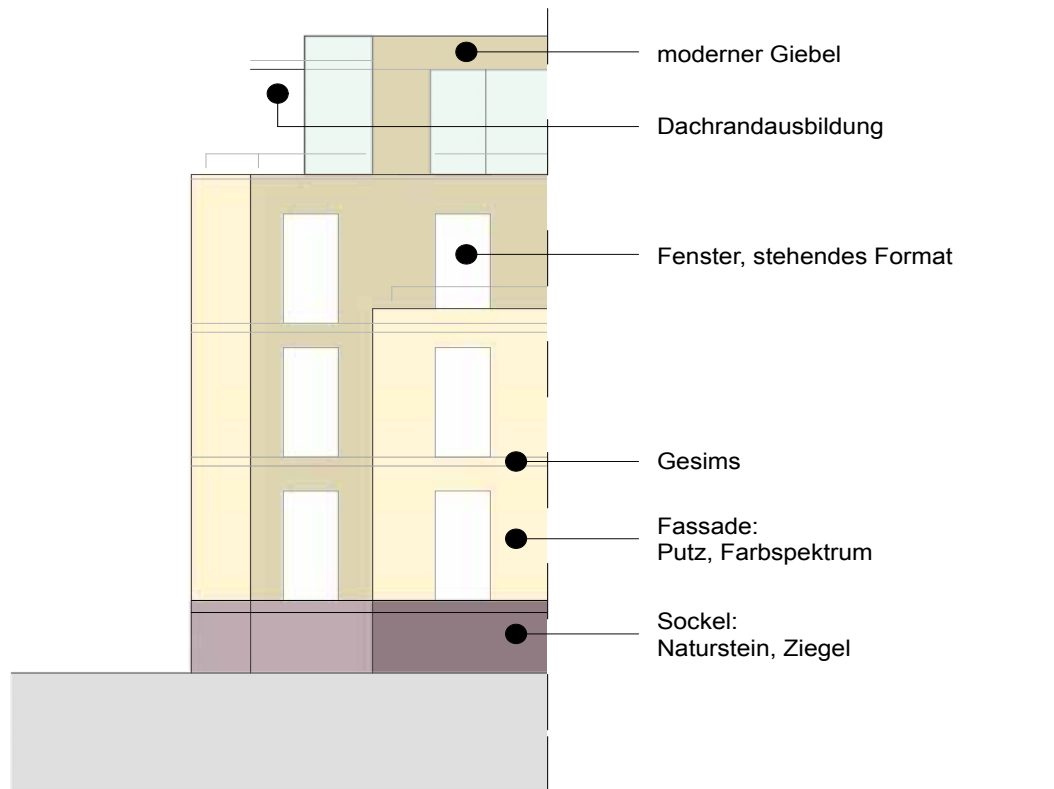 moderner Giebel
Dachrandausbildung
Fenster, stehendes Format
Gesims
Fassade:
Putz, Farbspektrum
Sockel:
Naturstein, Ziegel